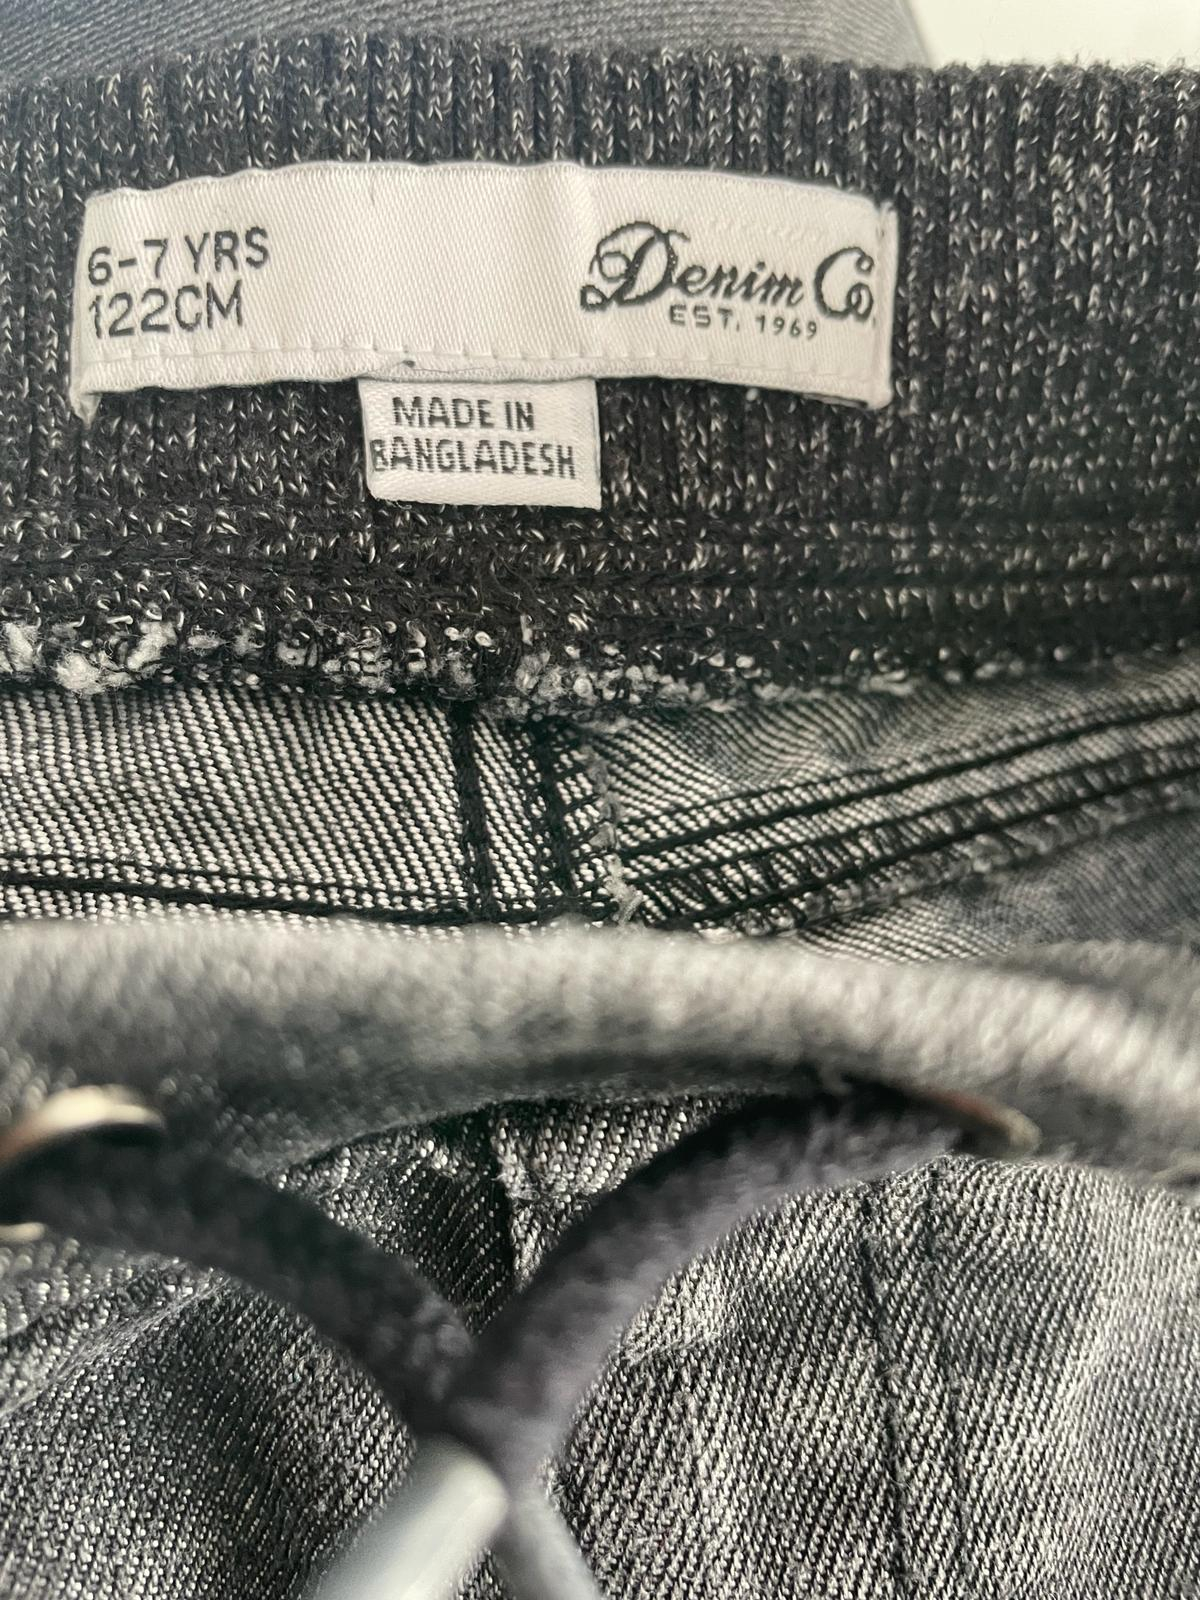 6-7 YRS
122CM
Denim Co.
EST. 1969
MADE IN
BANGLADESH